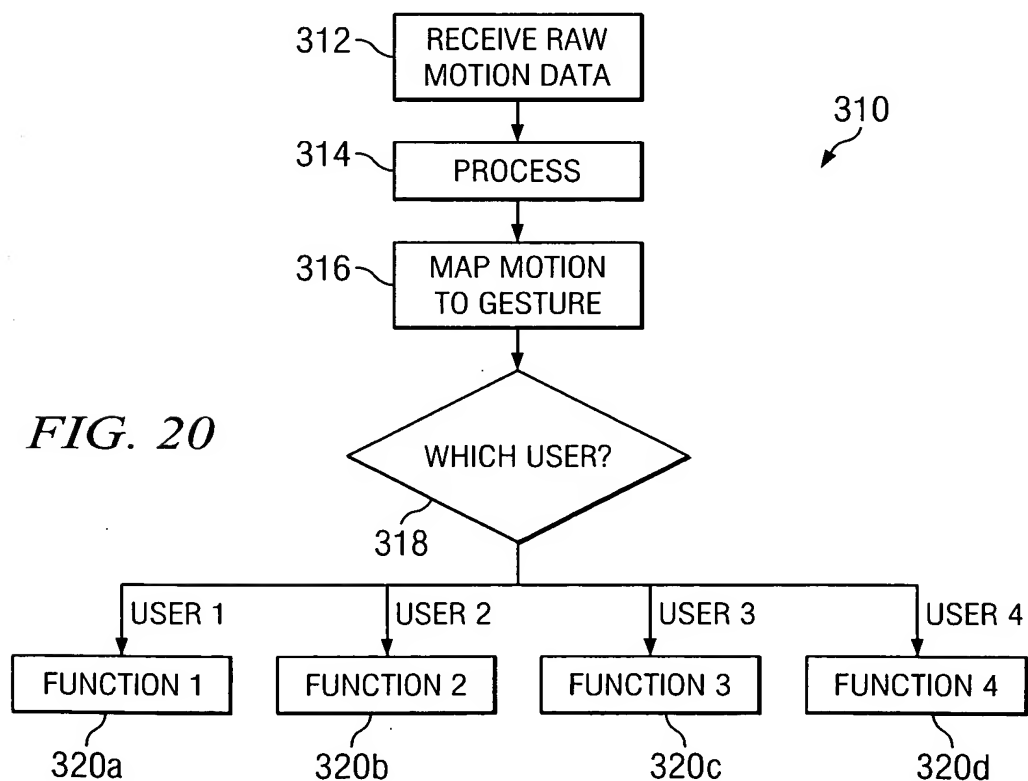 312
RECEIVE RAW
MOTION DATA
310
314
PROCESS
316
MAP MOTION
TO GESTURE
FIG. 20
WHICH USER?
318
USER 1
USER 2
USER 3
USER 4
FUNCTION 1
FUNCTION 2
FUNCTION 3
FUNCTION 4
320a
320b
320c
320d